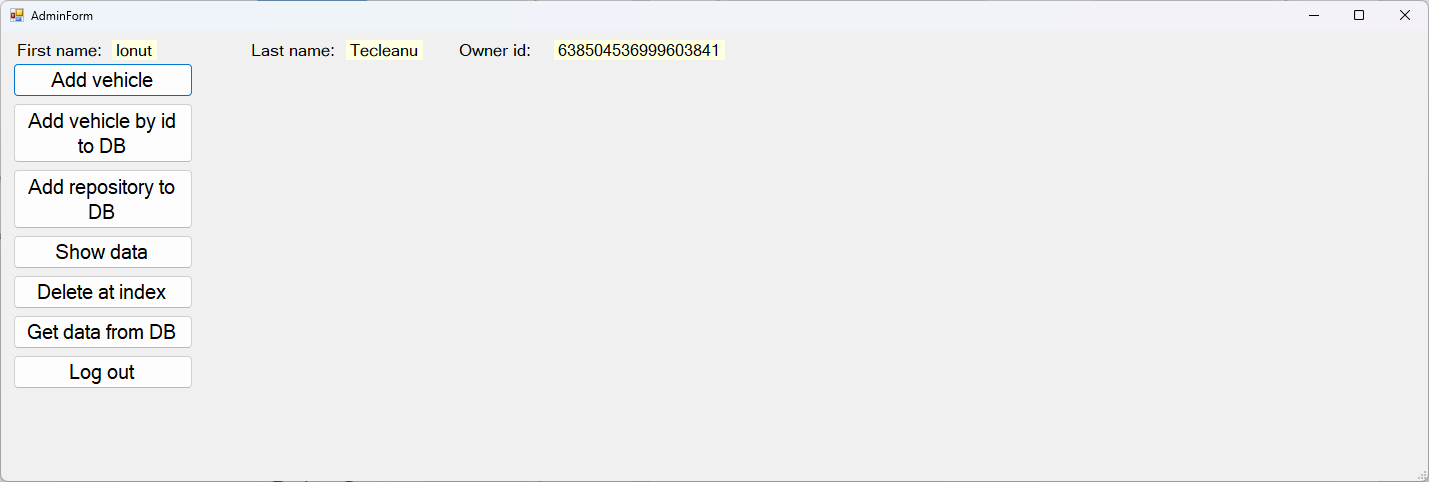 AdminForm
First name: Ionut Last name: Tecleanu Owner id: 638504536999603841
Add vehicle
Add vehicle by id
to DB
Add repository to
DB
Show data
Delete at index
Get data from DB
Log out